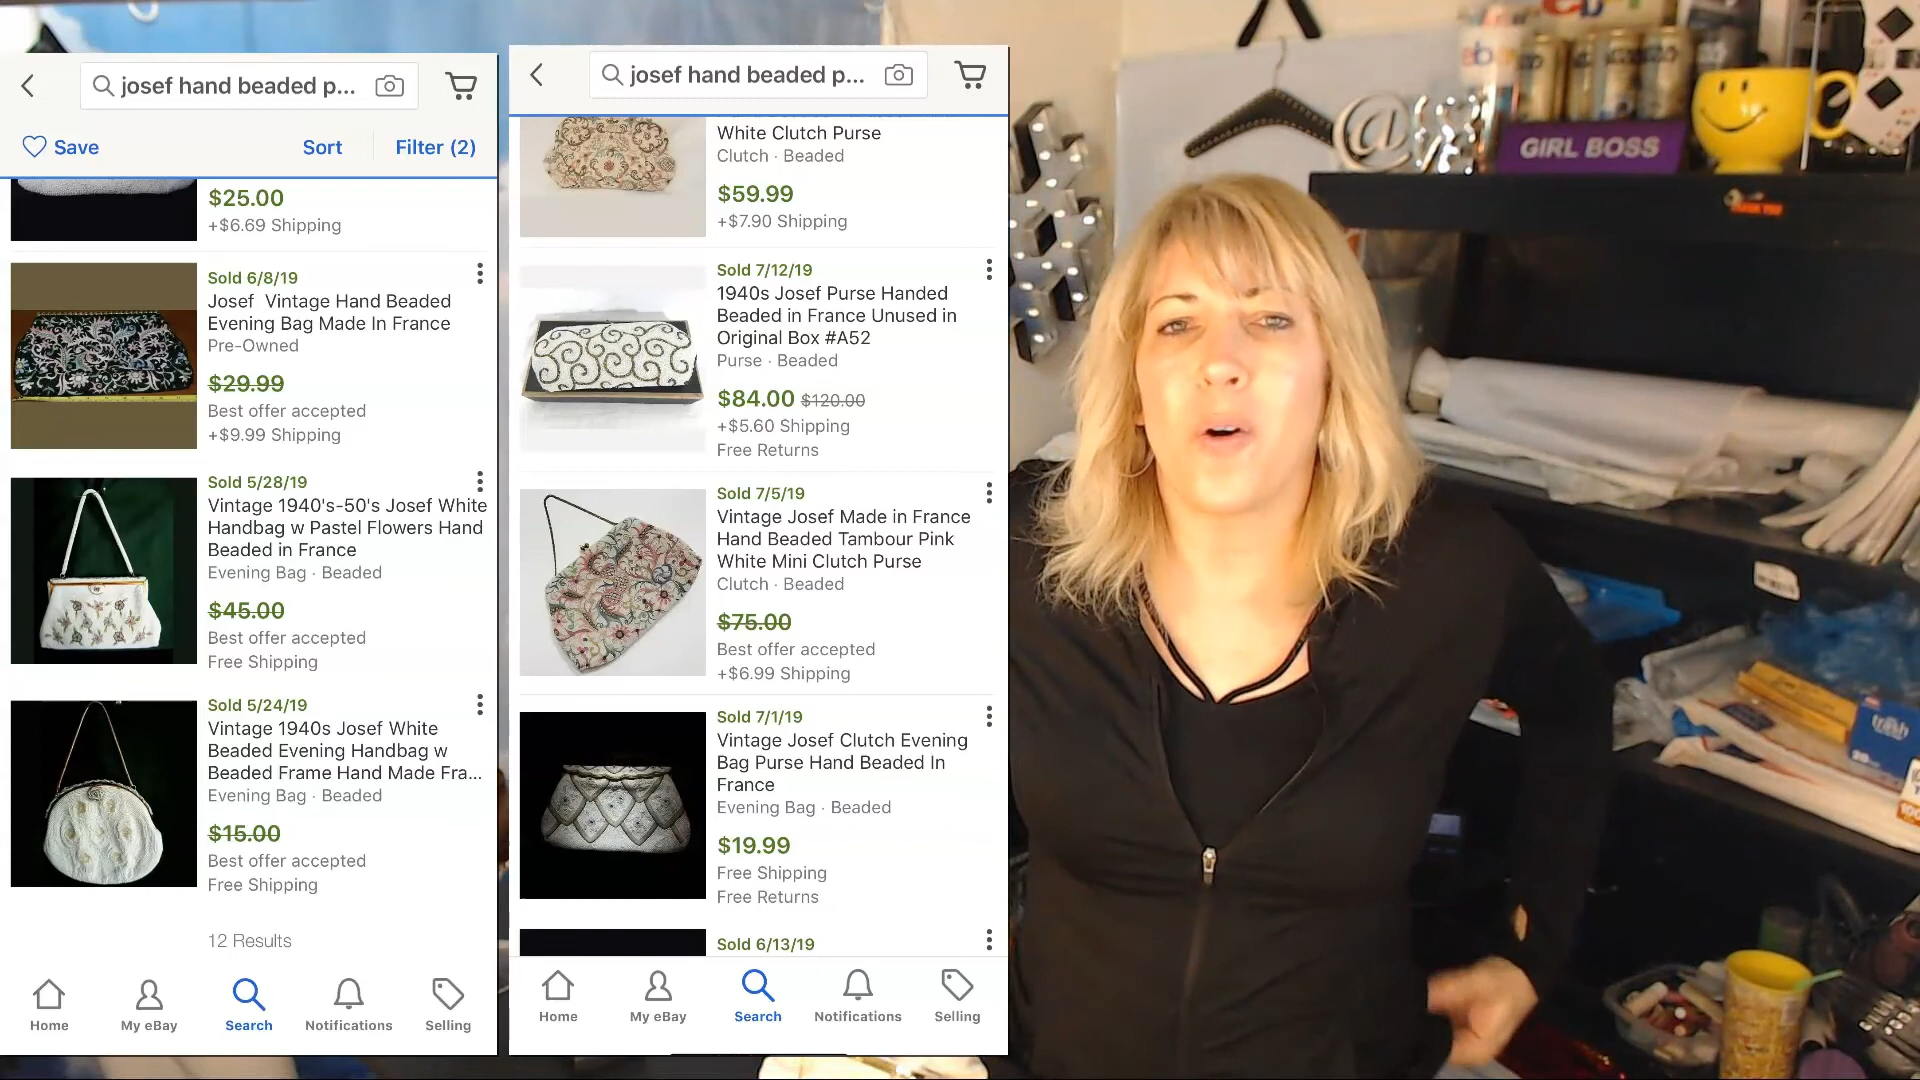 josef hand beaded p...
Save
Sort
Filter (2)
$25.00
+$6.69 Shipping
Sold 6/8/19
Josef Vintage Hand Beaded
Evening Bag Made In France
Pre-Owned
$29.99
Best offer accepted
+$9.99 Shipping
Sold 5/28/19
Vintage 1940's-50's Josef White
Handbag w Pastel Flowers Hand
Beaded in France
Evening Bag · Beaded
$45.00
Best offer accepted
Free Shipping
Sold 5/24/19
Vintage 1940s Josef White
Beaded Evening Handbag w
Beaded Frame Hand Made Fra...
Evening Bag · Beaded
$15.00
Best offer accepted
Free Shipping
12 Results
Home
My eBay
Search
Notifications
Selling
josef hand beaded p...
White Clutch Purse
Clutch · Beaded
$59.99
+$7.90 Shipping
Sold 7/12/19
1940s Josef Purse Handed
Beaded in France Unused in
Original Box #A52
Purse · Beaded
$84.00 $120.00
+$5.60 Shipping
Free Returns
Sold 7/5/19
Vintage Josef Made in France
Hand Beaded Tambour Pink
White Mini Clutch Purse
Clutch · Beaded
$75.00
Best offer accepted
+$6.99 Shipping
Sold 7/1/19
Vintage Josef Clutch Evening
Bag Purse Hand Beaded In
France
Evening Bag · Beaded
$19.99
Free Shipping
Free Returns
Sold 6/13/19
Home
My eBay
Search
Notifications
Selling
eb
@
GIRL BOSS
trash